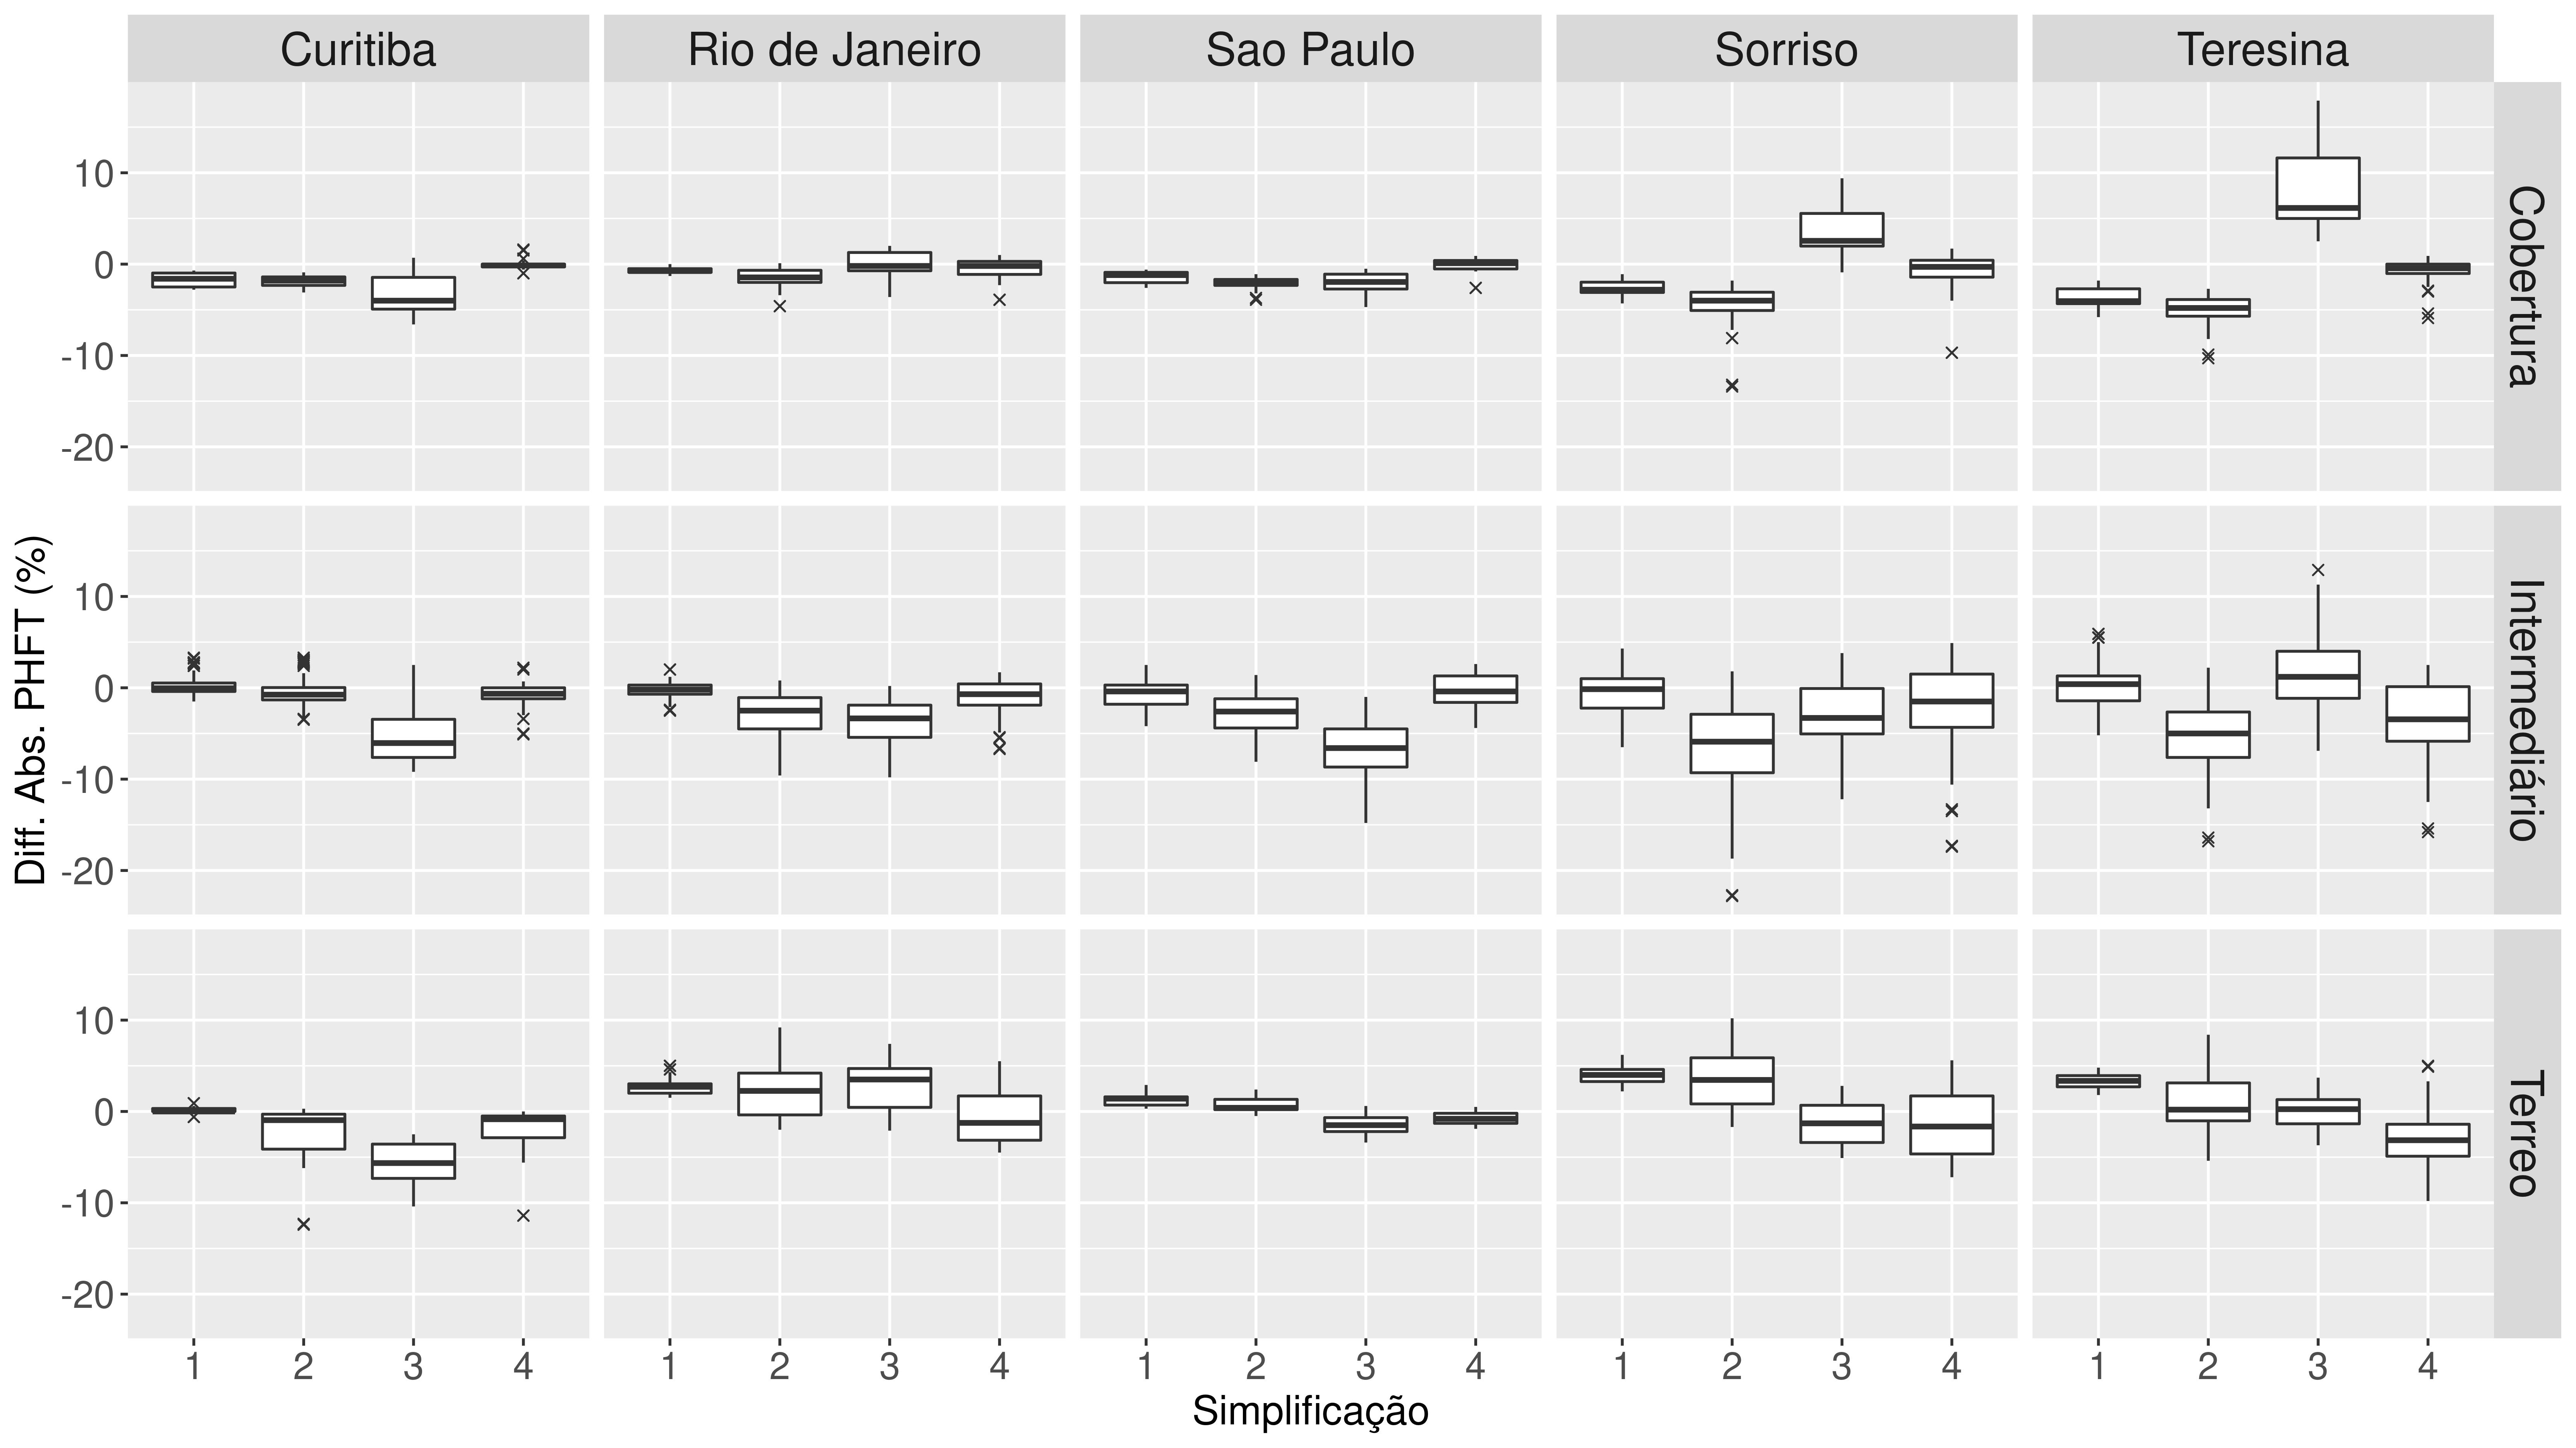 Curitiba Rio de Janeiro Sao Paulo Sorriso Teresina
10
0
-10
-20
Cobertura
Diff. Abs. PHFT (%)
10
0
-10
-20
Intermediário
10
0
-10
-20
Terreo
1 2 3 4 1 2 3 4 1 2 3 4 1 2 3 4 1 2 3 4
Simplificação